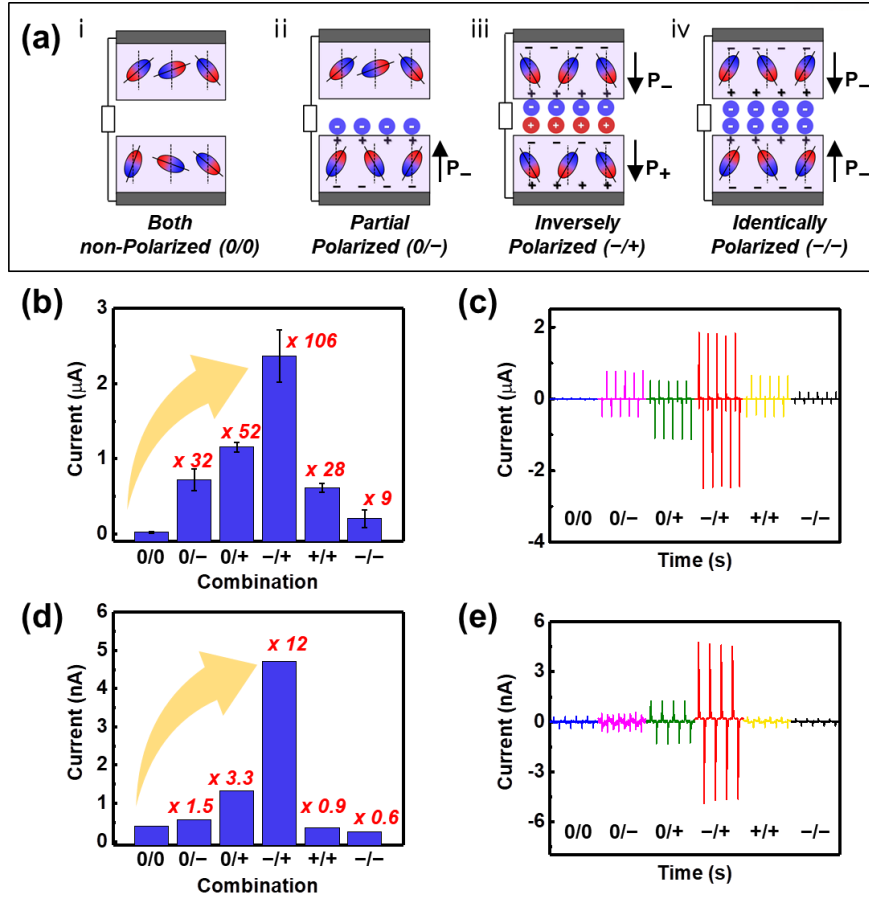 (a)
i
ii
iii
iv
- - - -
+ + + +
- - - -
P−
P−
- - - -
+ + + +
- - - -
+ + + +
- - - -
+ + + +
P−
P+
- - - -
+ + + +
- - - -
- - - -
+ + + +
- - - -
P−
P−
Both
non-Polarized (0/0)
Partial
Polarized (0/−)
Inversely
Polarized (−/+)
Identically
Polarized (−/−)
(b)
Current (µA)
3
2
1
0
x 32
x 52
x 106
x 28
x 9
0/0 0/− 0/+ −/+ +/+ −/−
Combination
(c)
Current (µA)
2
0
-2
-4
0/0 0/− 0/+ −/+ +/+ −/−
Time (s)
(d)
Current (nA)
6
5
4
3
2
1
0
x 1.5
x 3.3
x 12
x 0.9
x 0.6
0/0 0/− 0/+ −/+ +/+ −/−
Combination
(e)
Current (nA)
6
3
0
-3
-6
0/0 0/− 0/+ −/+ +/+ −/−
Time (s)